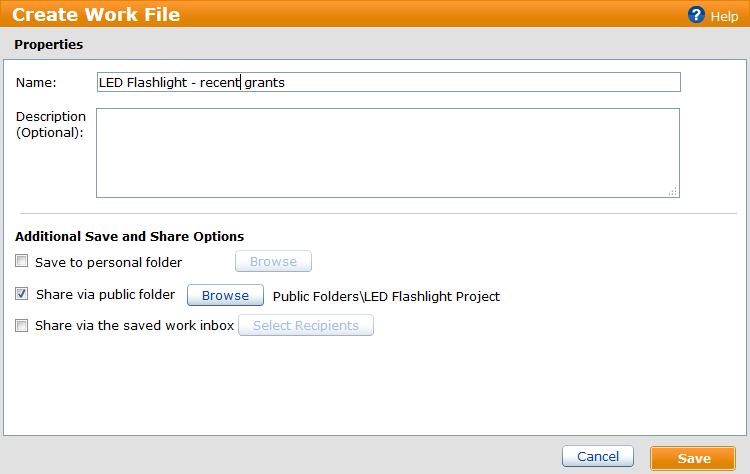 Create Work File
Help
Properties
Name: LED Flashlight - recent grants
Description
(Optional):
Additional Save and Share Options
Save to personal folder Browse
Share via public folder Browse Public Folders\LED Flashlight Project
Share via the saved work inbox Select Recipients
Cancel Save